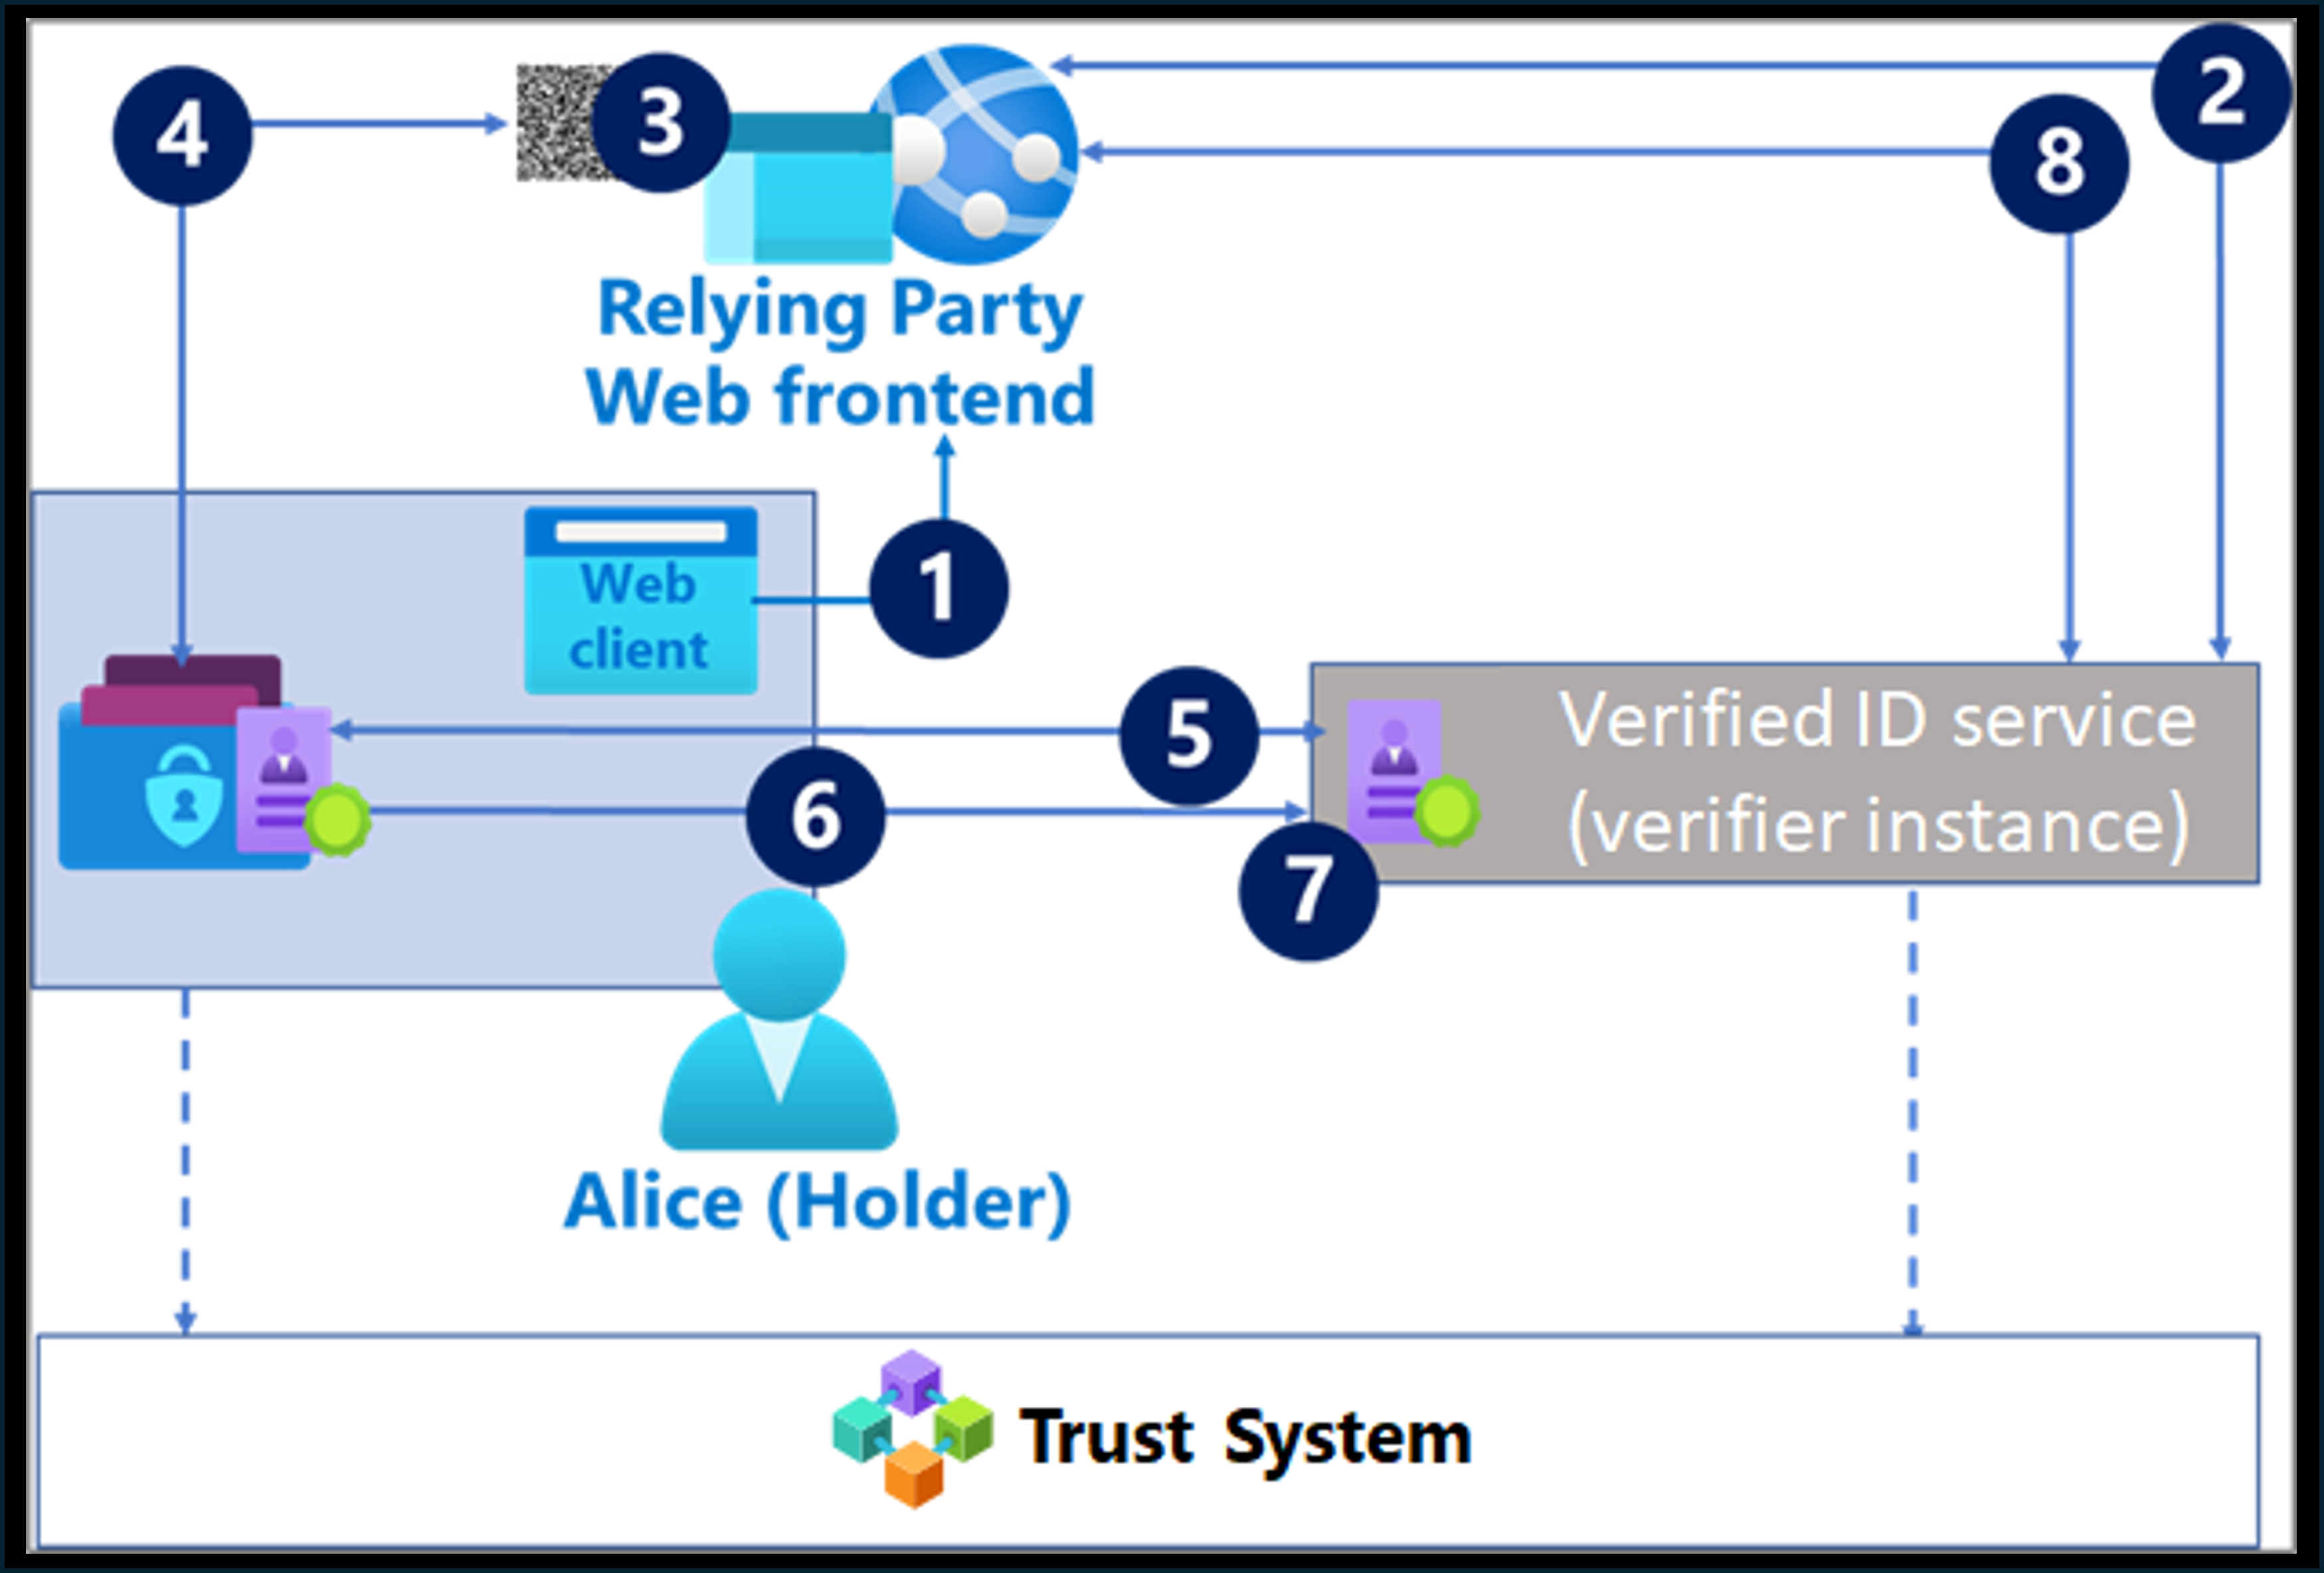 4
3
2
8
Relying Party
Web frontend
Web
client
1
5
Verified ID service
(verifier instance)
6
7
Alice (Holder)
Trust System